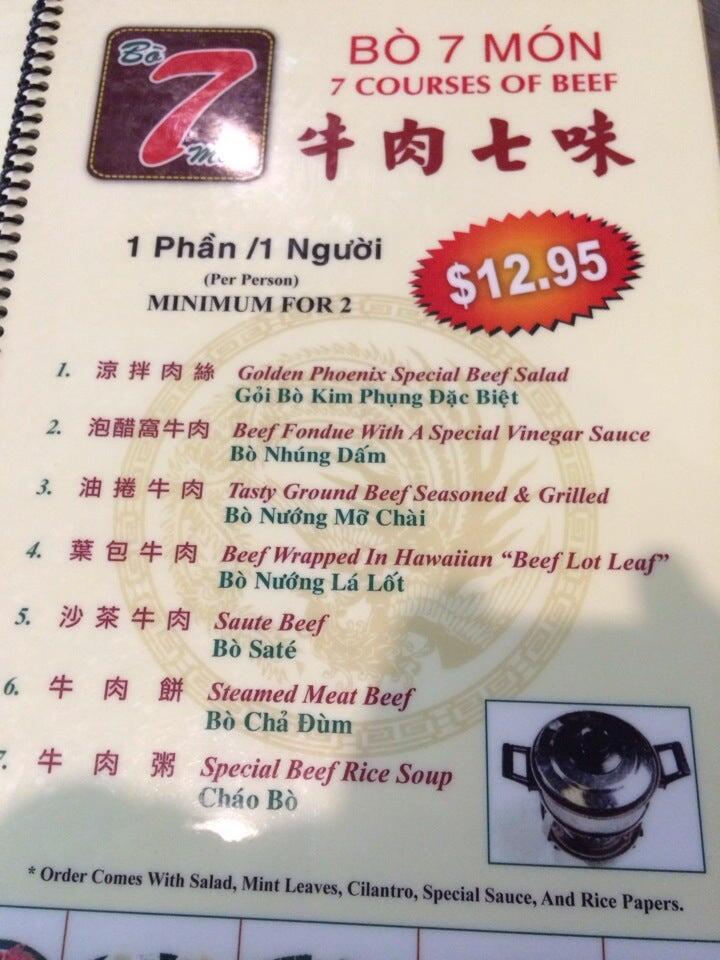 Bò
7
BÒ 7 MÓN
7 COURSES OF BEEF
牛肉七味
1 Phần /1 Người
(Per Person)
MINIMUM FOR 2
$12.95
1. 涼拌肉絲 Golden Phoenix Special Beef Salad
Gỏi Bò Kim Phụng Đặc Biệt
2. 泡醋窩牛肉 Beef Fondue With A Special Vinegar Sauce
Bò Nhúng Dấm
3. 油捲牛肉 Tasty Ground Beef Seasoned & Grilled
Bò Nướng Mỡ Chài
4. 葉包牛肉 Beef Wrapped In Hawaiian “Beef Lot Leaf”
Bò Nướng Lá Lốt
5. 沙茶牛肉 Saute Beef
Bò Saté
6. 牛肉餅 Steamed Meat Beef
Bò Chả Đùm
7. 牛肉粥 Special Beef Rice Soup
Cháo Bò
* Order Comes With Salad, Mint Leaves, Cilantro, Special Sauce, And Rice Papers.